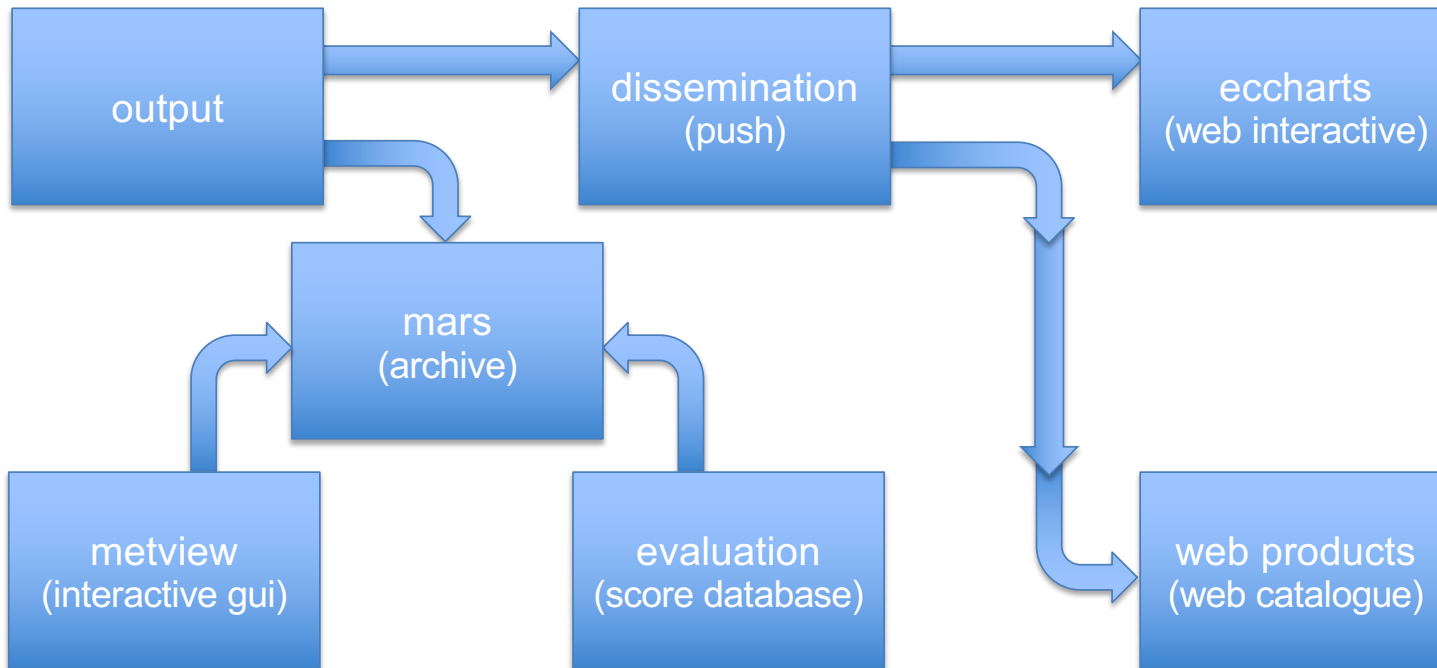 output
dissemination
(push)
eccharts
(web interactive)
mars
(archive)
metview
(interactive gui)
evaluation
(score database)
web products
(web catalogue)